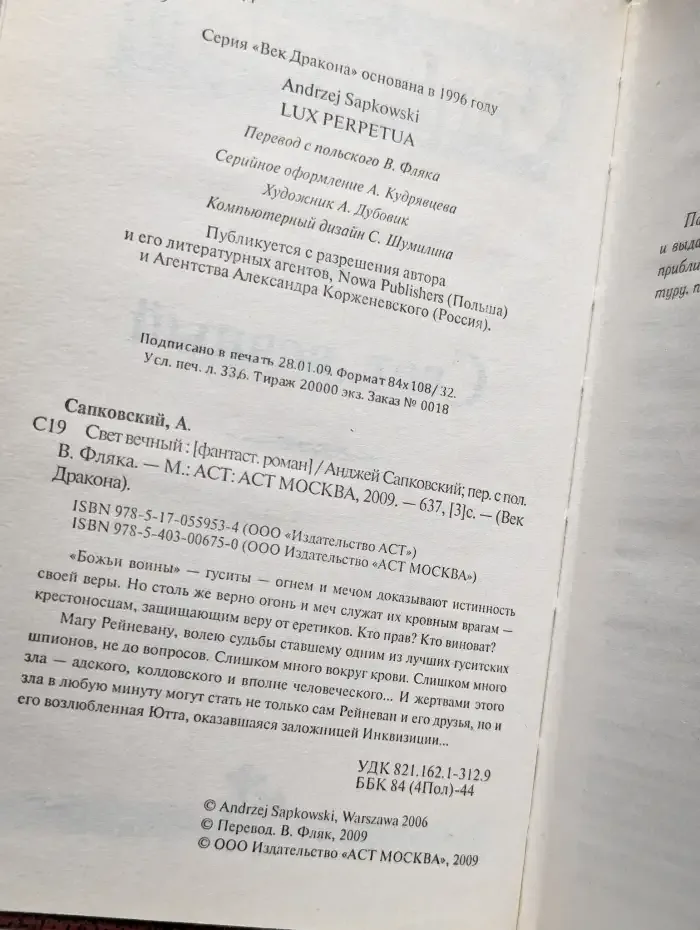 Серия «Век Дракона» основана в 1996 году
Andrzej Sapkowski
LUX PERPETUA
Перевод с польского В. Фляка
Серийное оформление А. Кудрявцева
Художник А. Дубовик
Компьютерный дизайн С. Шумилина
Публикуется с разрешения автора
и его литературных агентов, Nowa Publishers (Польша)
и Агентства Александра Корженевского (Россия).
Подписано в печать 28.01.09. Формат 84х108/32.
Усл. печ. л. 33,6. Тираж 20000 экз. Заказ № 0018
Сапковский, А.
С19 Свет вечный : [фантаст. роман] / Анджей Сапковский; пер. с пол.
В. Фляка. — М.: АСТ: АСТ МОСКВА, 2009. — 637, [3]с. — (Век
Дракона).
ISBN 978-5-17-055953-4 (ООО «Издательство АСТ»)
ISBN 978-5-403-00675-0 (ООО Издательство «АСТ МОСКВА»)
«Божьи воины» — гуситы — огнем и мечом доказывают истинность
своей веры. Но столь же верно огонь и меч служат их кровным врагам —
крестоносцам, защищающим веру от еретиков. Кто прав? Кто виноват?
Магу Рейневану, волею судьбы ставшему одним из лучших гуситских
шпионов, не до вопросов. Слишком много вокруг крови. Слишком много
зла — адского, колдовского и вполне человеческого... И жертвами этого
зла в любую минуту могут стать не только сам Рейневан и его друзья, но и
его возлюбленная Ютта, оказавшаяся заложницей Инквизиции...
УДК 821.162.1-312.9
ББК 84 (4Пол)-44
© Andrzej Sapkowski, Warszawa 2006
© Перевод. В. Фляк, 2009
© ООО Издательство «АСТ МОСКВА», 2009
и выда
прибли
туру, п